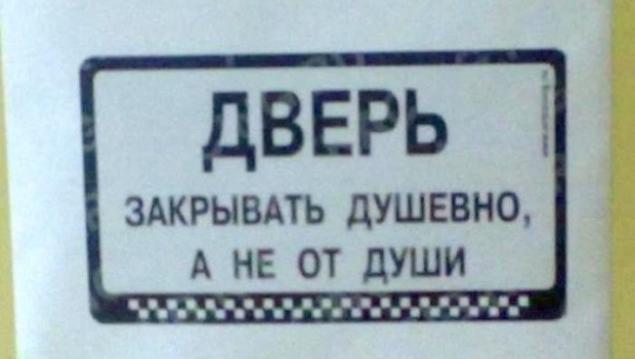 ДВЕРЬ
ЗАКРЫВАТЬ ДУШЕВНО,
А НЕ ОТ ДУШИ